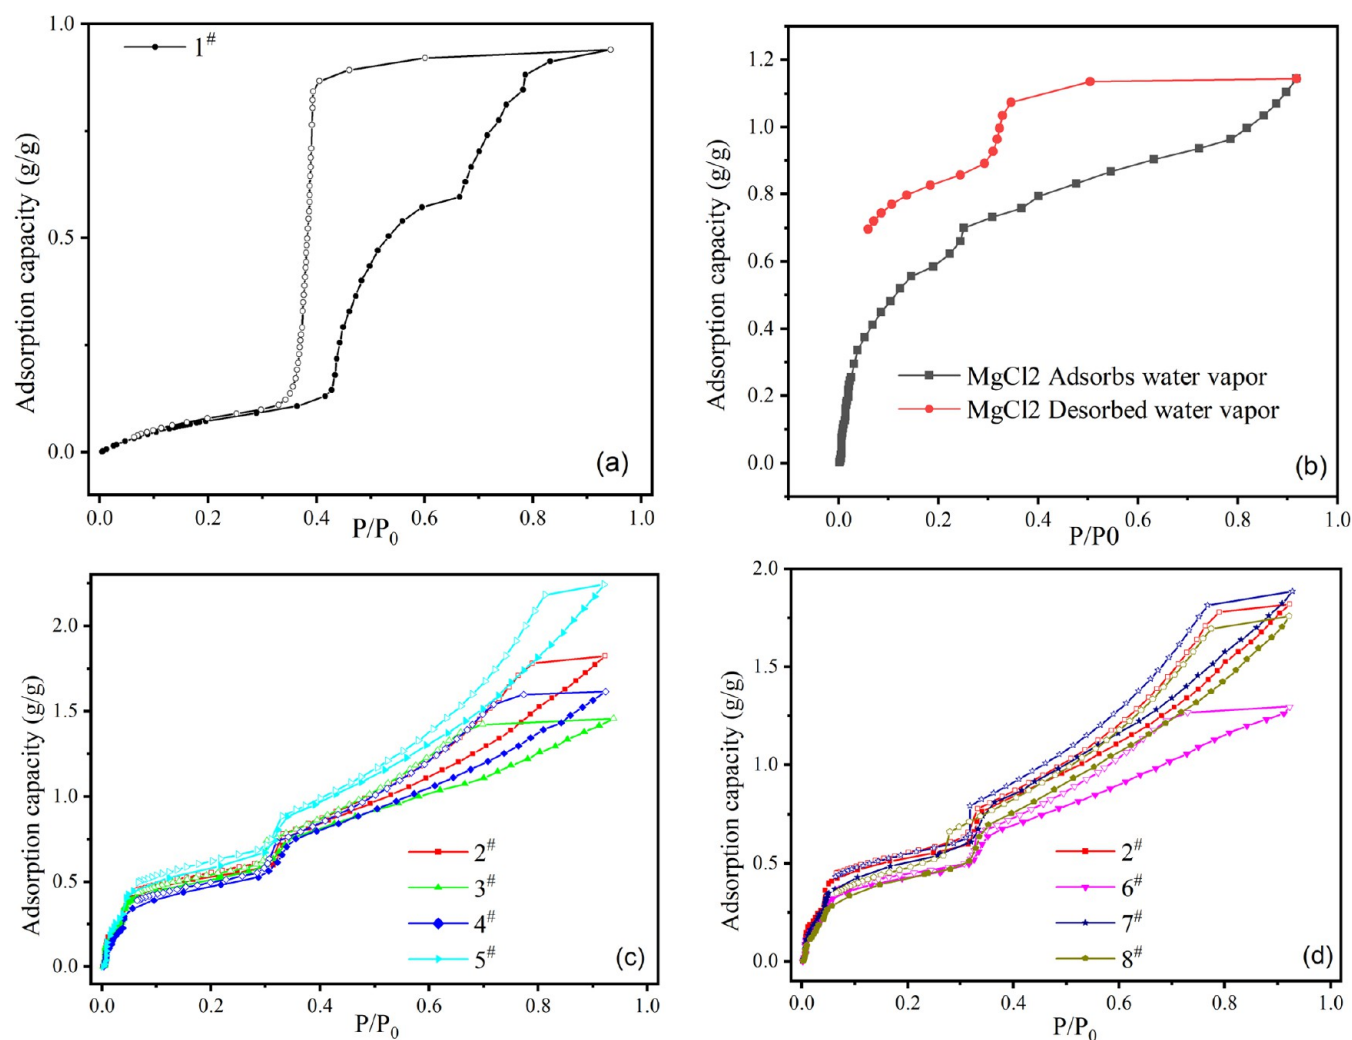 1.0
0.5
0.0
Adsorption capacity (g/g)
1#
(a)
0.0 0.2 0.4 0.6 0.8 1.0
P/P0
1.2
1.0
0.8
0.6
0.4
0.2
0.0
Adsorption capacity (g/g)
MgCl2 Adsorbs water vapor
MgCl2 Desorbed water vapor
(b)
0.0 0.2 0.4 0.6 0.8 1.0
P/P0
2.0
1.5
1.0
0.5
0.0
Adsorption capacity (g/g)
2#
3#
4#
5#
(c)
0.0 0.2 0.4 0.6 0.8 1.0
P/P0
2.0
1.5
1.0
0.5
0.0
Adsorption capacity (g/g)
2#
6#
7#
8#
(d)
0.0 0.2 0.4 0.6 0.8 1.0
P/P0